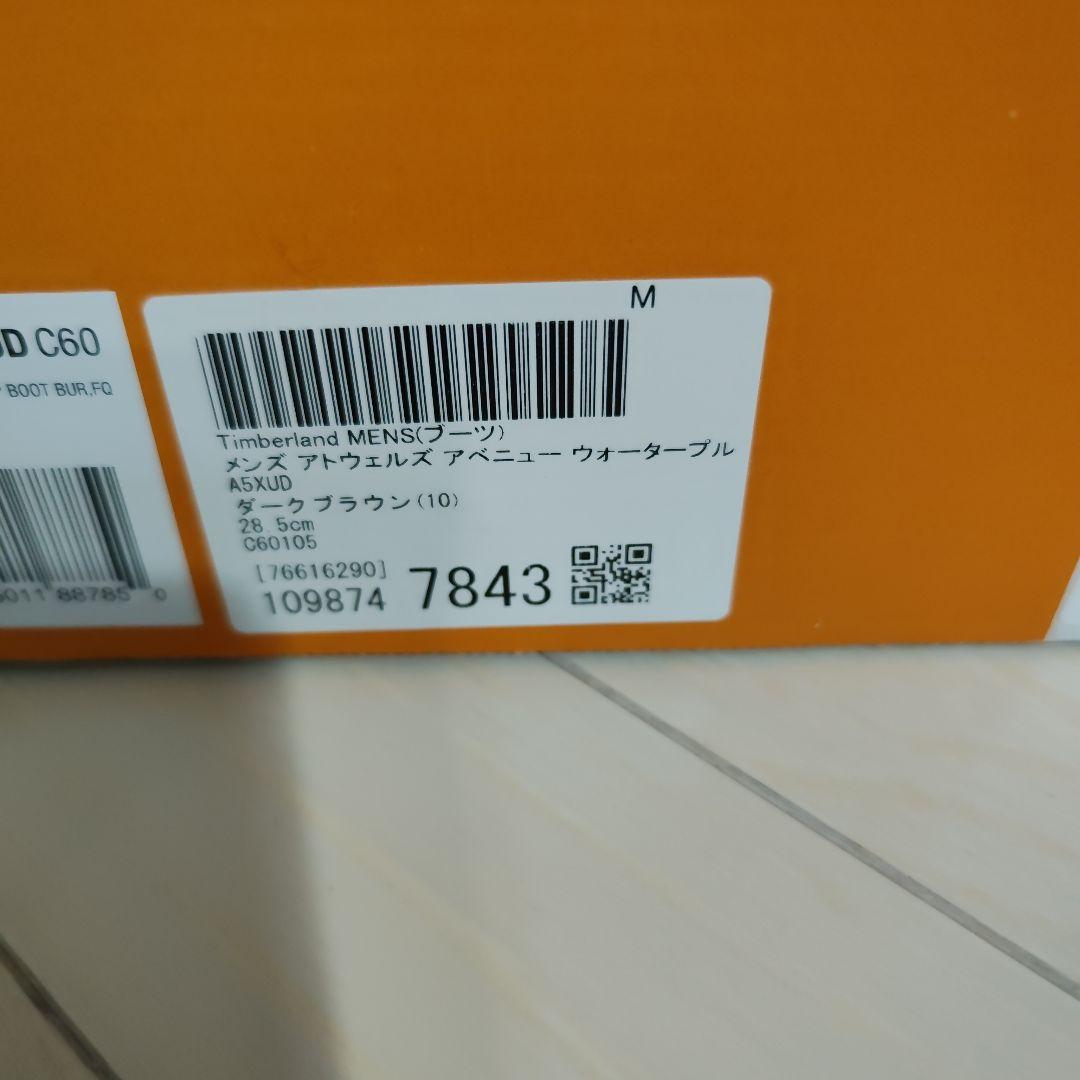 D C60
BOOT BUR,FQ
011 88785 0
M
Timberland MENS(ブーツ)
メンズ アトウェルズ アベニュー ウォータープル
A5XUD
ダークブラウン(10)
28.5cm
C60105
[76616290]
109874 7843